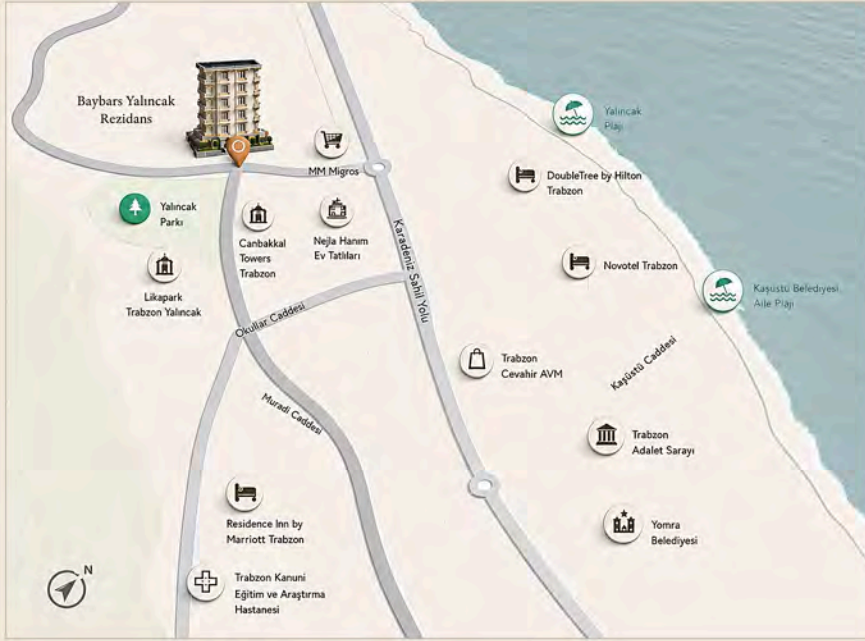 Baybars Yalıncak
Rezidans
MM Migros
Yalıncak
Plajı
DoubleTree by Hilton
Trabzon
Yalıncak
Parkı
Canbakkal
Towers
Trabzon
Nejla Hanım
Ev Tatlıları
Karadeniz Sahil Yolu
Novotel Trabzon
Kaşüstü Belediyesi
Aile Plajı
Likapark
Trabzon Yalıncak
Okullar Caddesi
Trabzon
Cevahir AVM
Kaşüstü Caddesi
Muradi Caddesi
Trabzon
Adalet Sarayı
Residence Inn by
Marriott Trabzon
Yomra
Belediyesi
N
Trabzon Kanuni
Eğitim ve Araştırma
Hastanesi